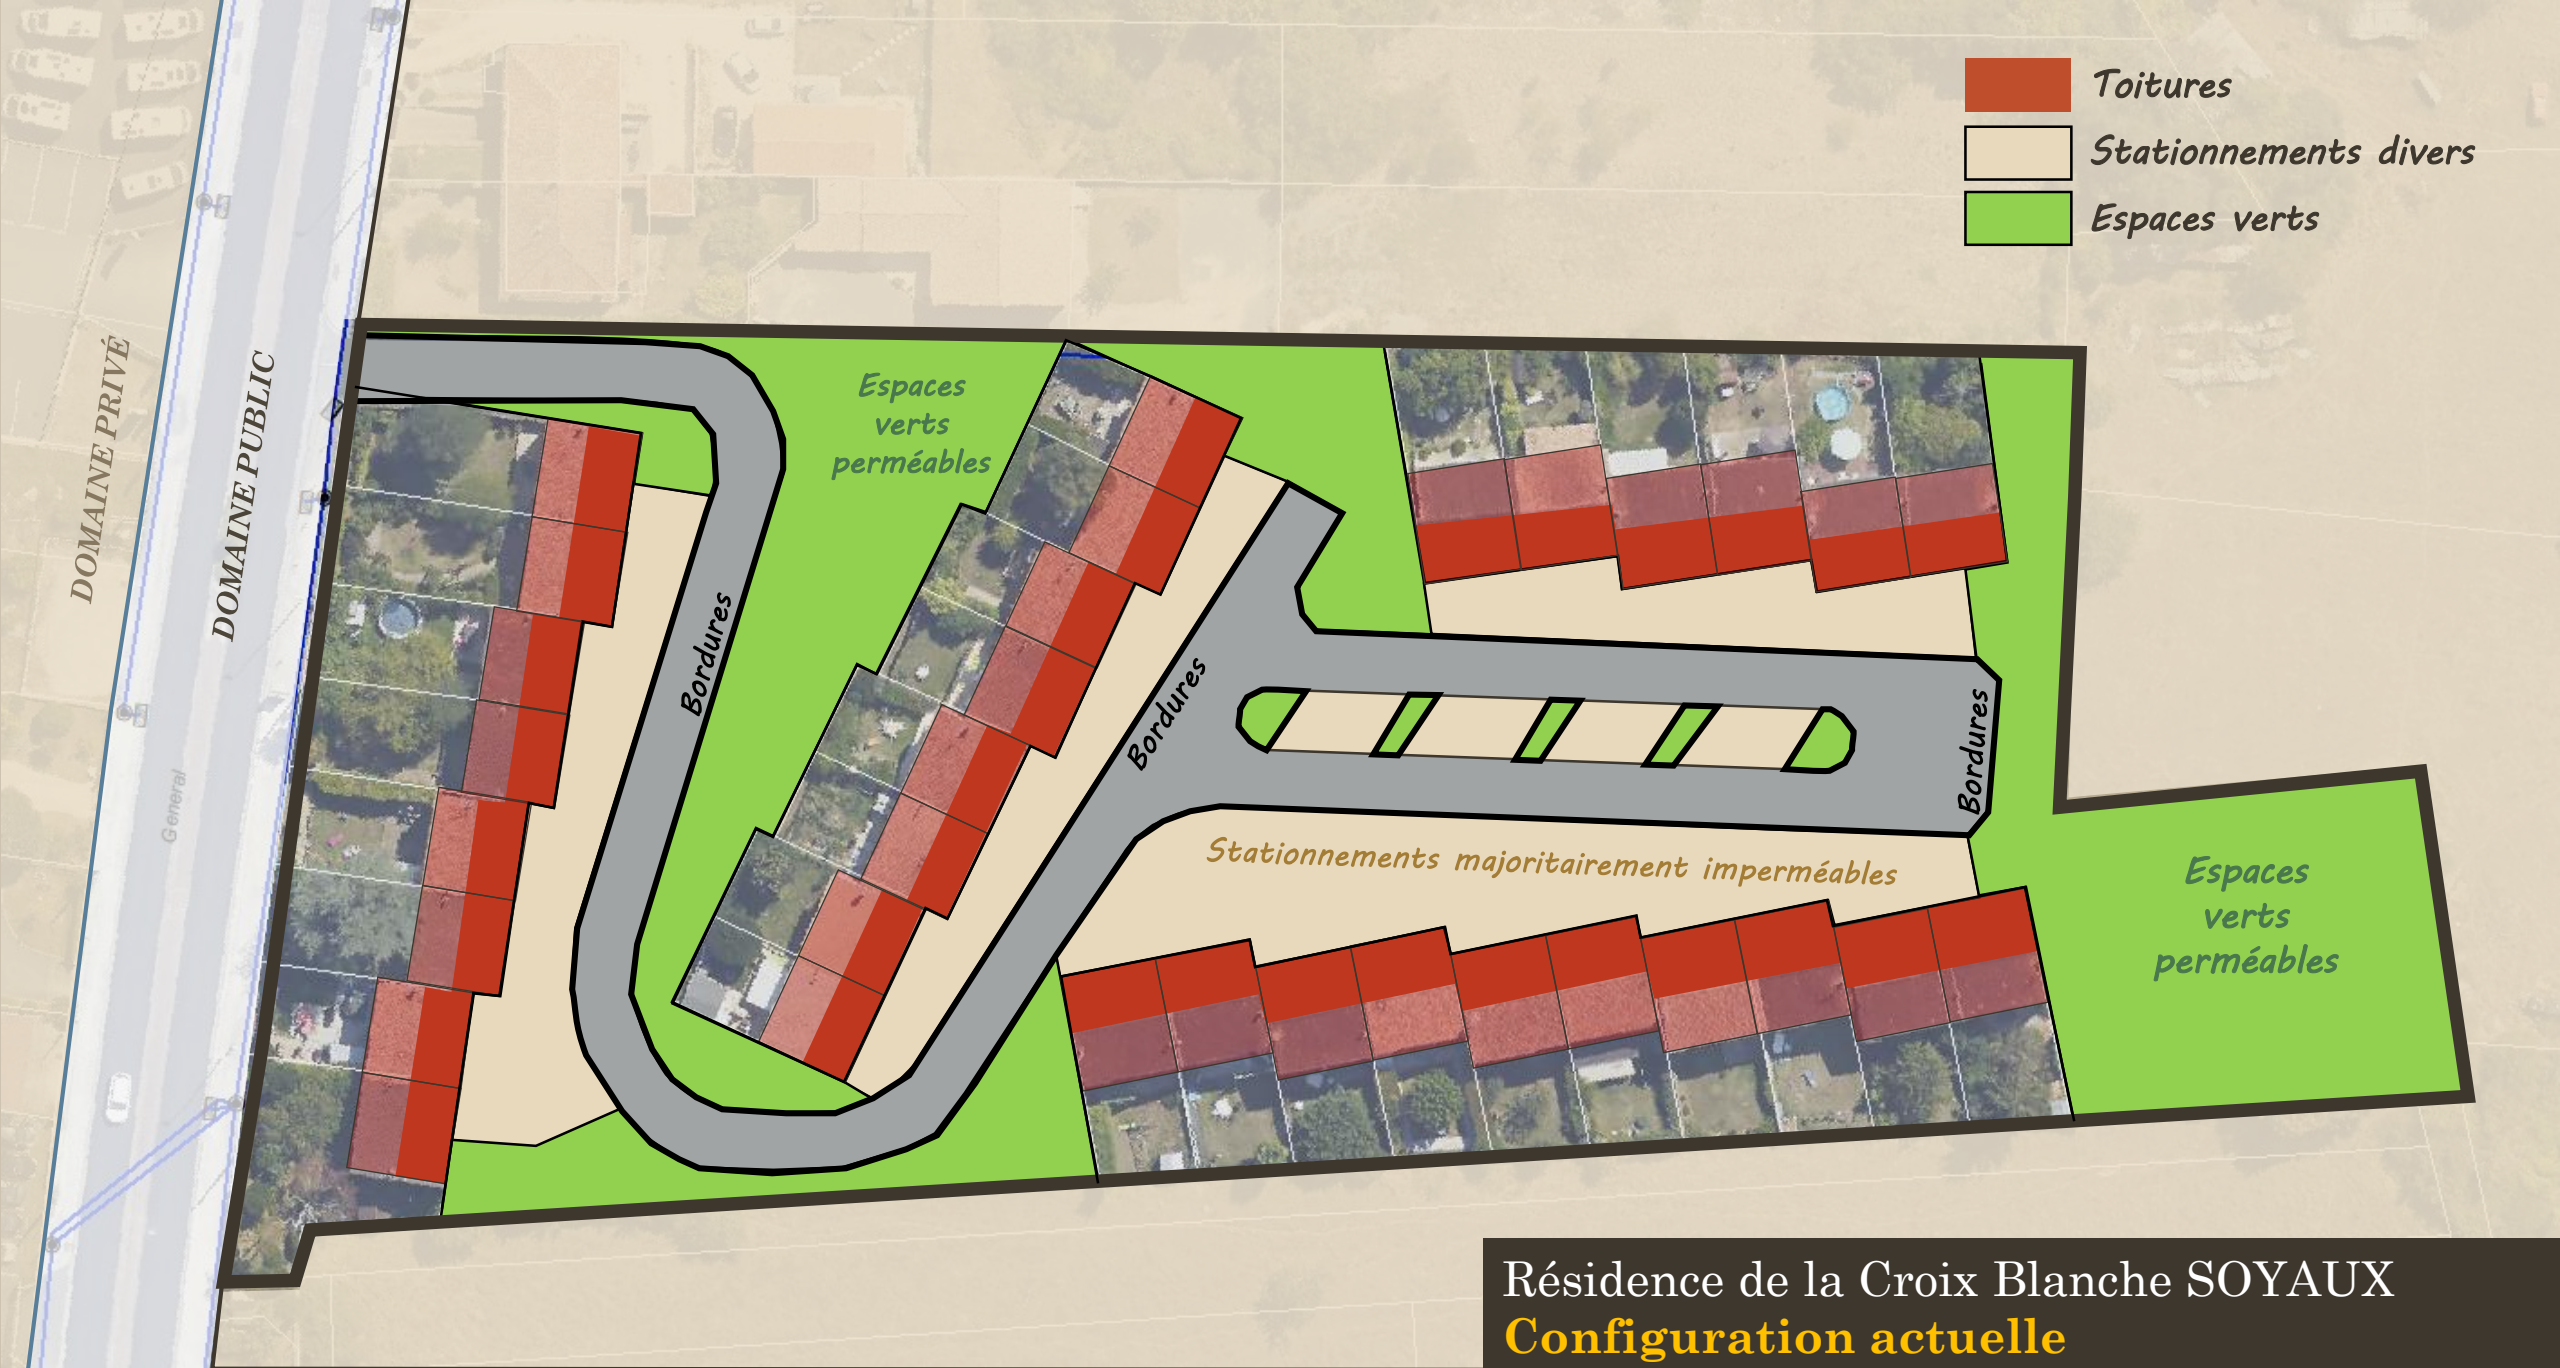 Toitures
Stationnements divers
Espaces verts
DOMAINE PRIVÉ
DOMAINE PUBLIC
General
Espaces
verts
perméables
Bordures
Bordures
Bordures
Stationnements majoritairement imperméables
Espaces
verts
perméables
Résidence de la Croix Blanche SOYAUX
Configuration actuelle